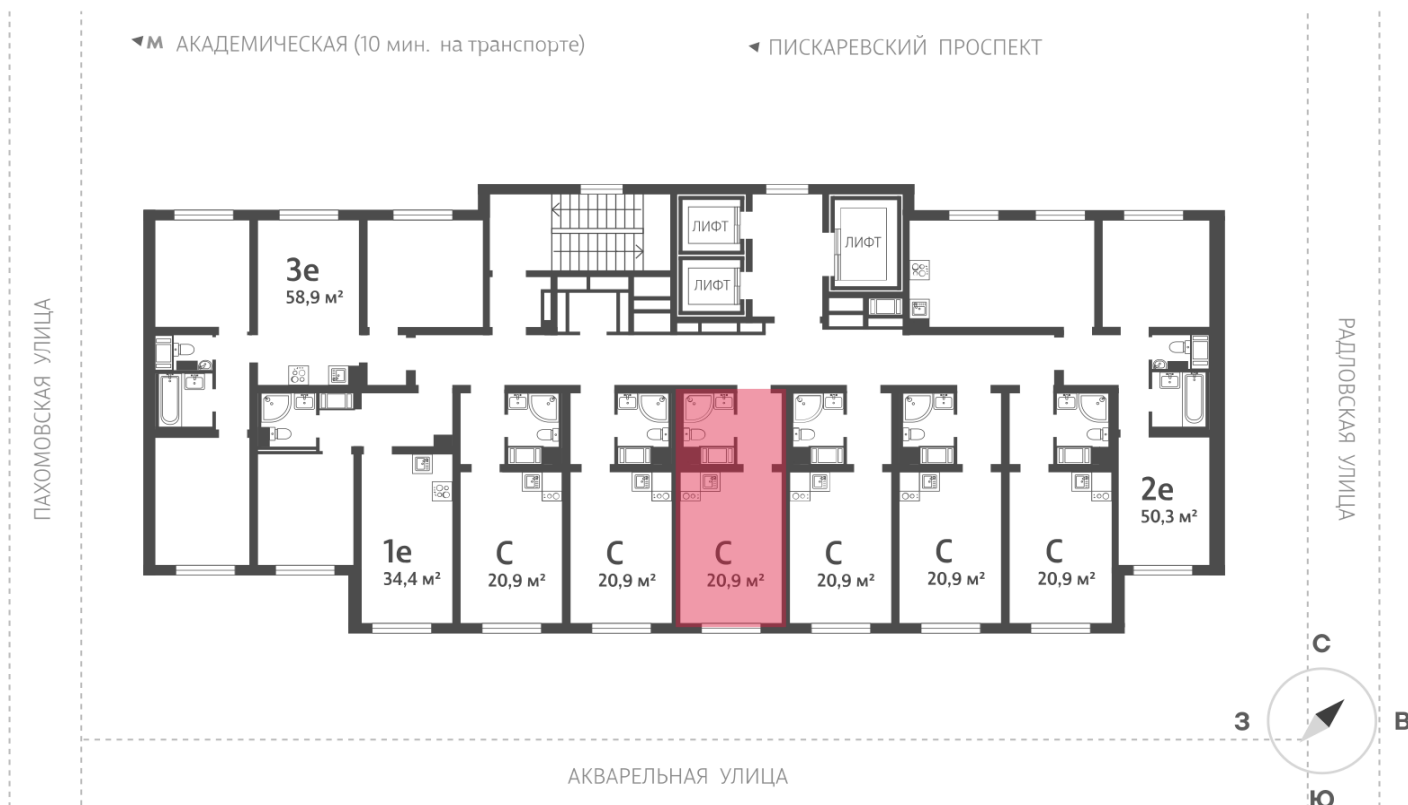 М АКАДЕМИЧЕСКАЯ (10 мин. на транспорте)
ПИСКАРЕВСКИЙ ПРОСПЕКТ
ЛИФТ
ЛИФТ
ЛИФТ
3е
58,9 м²
ПАХОМОВСКАЯ УЛИЦА
РАДЛОВСКАЯ УЛИЦА
2е
50,3 м²
1е
34,4 м²
С
20,9 м²
С
20,9 м²
С
20,9 м²
С
20,9 м²
С
20,9 м²
С
20,9 м²
С
З
В
Ю
АКВАРЕЛЬНАЯ УЛИЦА